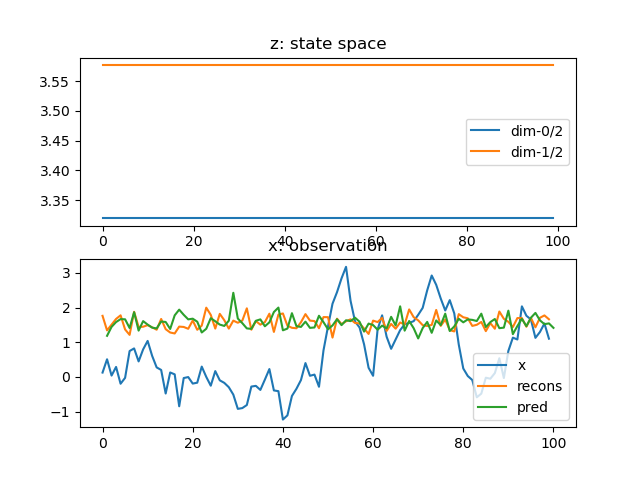 z: state space
3.55
3.50
3.45
3.40
3.35
dim-0/2
dim-1/2
0 20 40 60 80 100
x: observation
3
2
1
0
−1
x
recons
pred
0 20 40 60 80 100